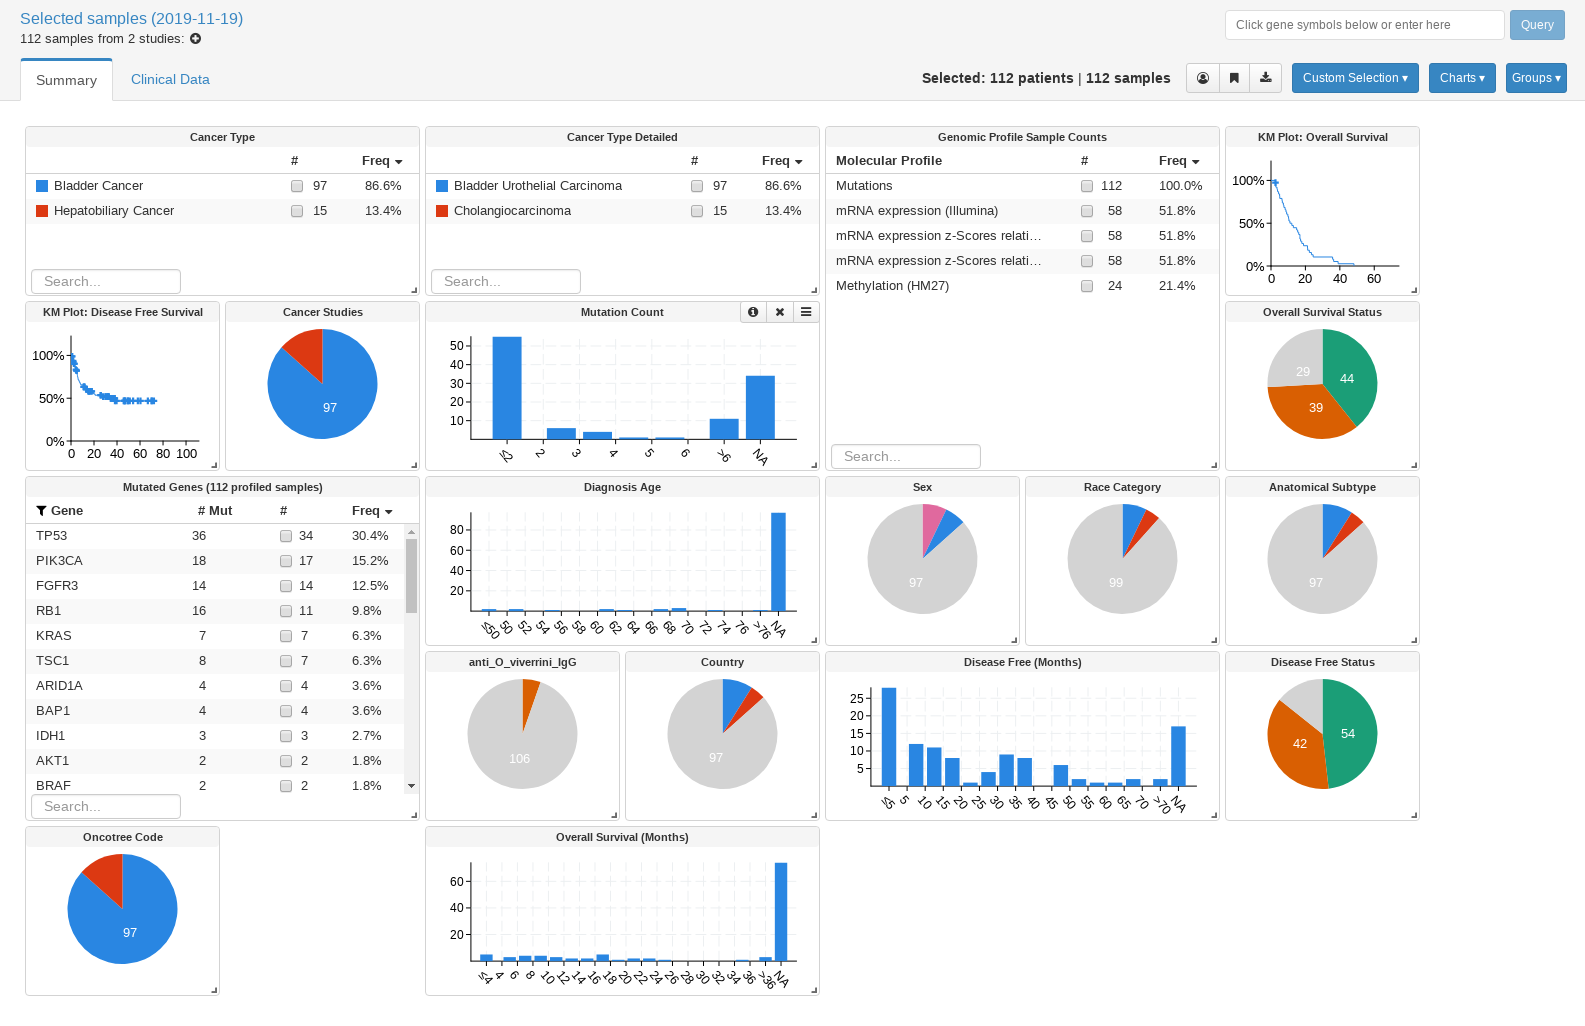 Selected samples (2019-11-19)
112 samples from 2 studies:
Click gene symbols below or enter here
Query
Summary
Clinical Data
Selected: 112 patients | 112 samples
Custom Selection ▾
Charts ▾
Groups ▾
Cancer Type
# Freq
Bladder Cancer 97 86.6%
Hepatobiliary Cancer 15 13.4%
Search...
Cancer Type Detailed
# Freq
Bladder Urothelial Carcinoma 97 86.6%
Cholangiocarcinoma 15 13.4%
Search...
Genomic Profile Sample Counts
Molecular Profile # Freq
Mutations 112 100.0%
mRNA expression (Illumina) 58 51.8%
mRNA expression z-Scores relati... 58 51.8%
mRNA expression z-Scores relati... 58 51.8%
Methylation (HM27) 24 21.4%
Search...
KM Plot: Overall Survival
100%
50%
0%
0 20 40 60
KM Plot: Disease Free Survival
100%
50%
0%
0 20 40 60 80 100
Cancer Studies
97
Mutation Count
50
40
30
20
10
≤2 2 3 4 5 6 >6 NA
Overall Survival Status
29
44
39
Mutated Genes (112 profiled samples)
Gene # Mut # Freq
TP53 36 34 30.4%
PIK3CA 18 17 15.2%
FGFR3 14 14 12.5%
RB1 16 11 9.8%
KRAS 7 7 6.3%
TSC1 8 7 6.3%
ARID1A 4 4 3.6%
BAP1 4 4 3.6%
IDH1 3 3 2.7%
AKT1 2 2 1.8%
BRAF 2 2 1.8%
Search...
Diagnosis Age
80
60
40
20
≤50 50 52 54 56 58 60 62 64 66 68 70 72 74 76 >76 NA
Sex
97
Race Category
99
Anatomical Subtype
97
anti_O_viverrini_IgG
106
Country
97
Disease Free (Months)
25
20
15
10
5
≤5 5 10 15 20 25 30 35 40 45 50 55 60 65 70 >70 NA
Disease Free Status
54
42
Oncotree Code
97
Overall Survival (Months)
60
40
20
≤4 4 6 8 10 12 14 16 18 20 22 24 26 28 30 32 34 36 >36 NA